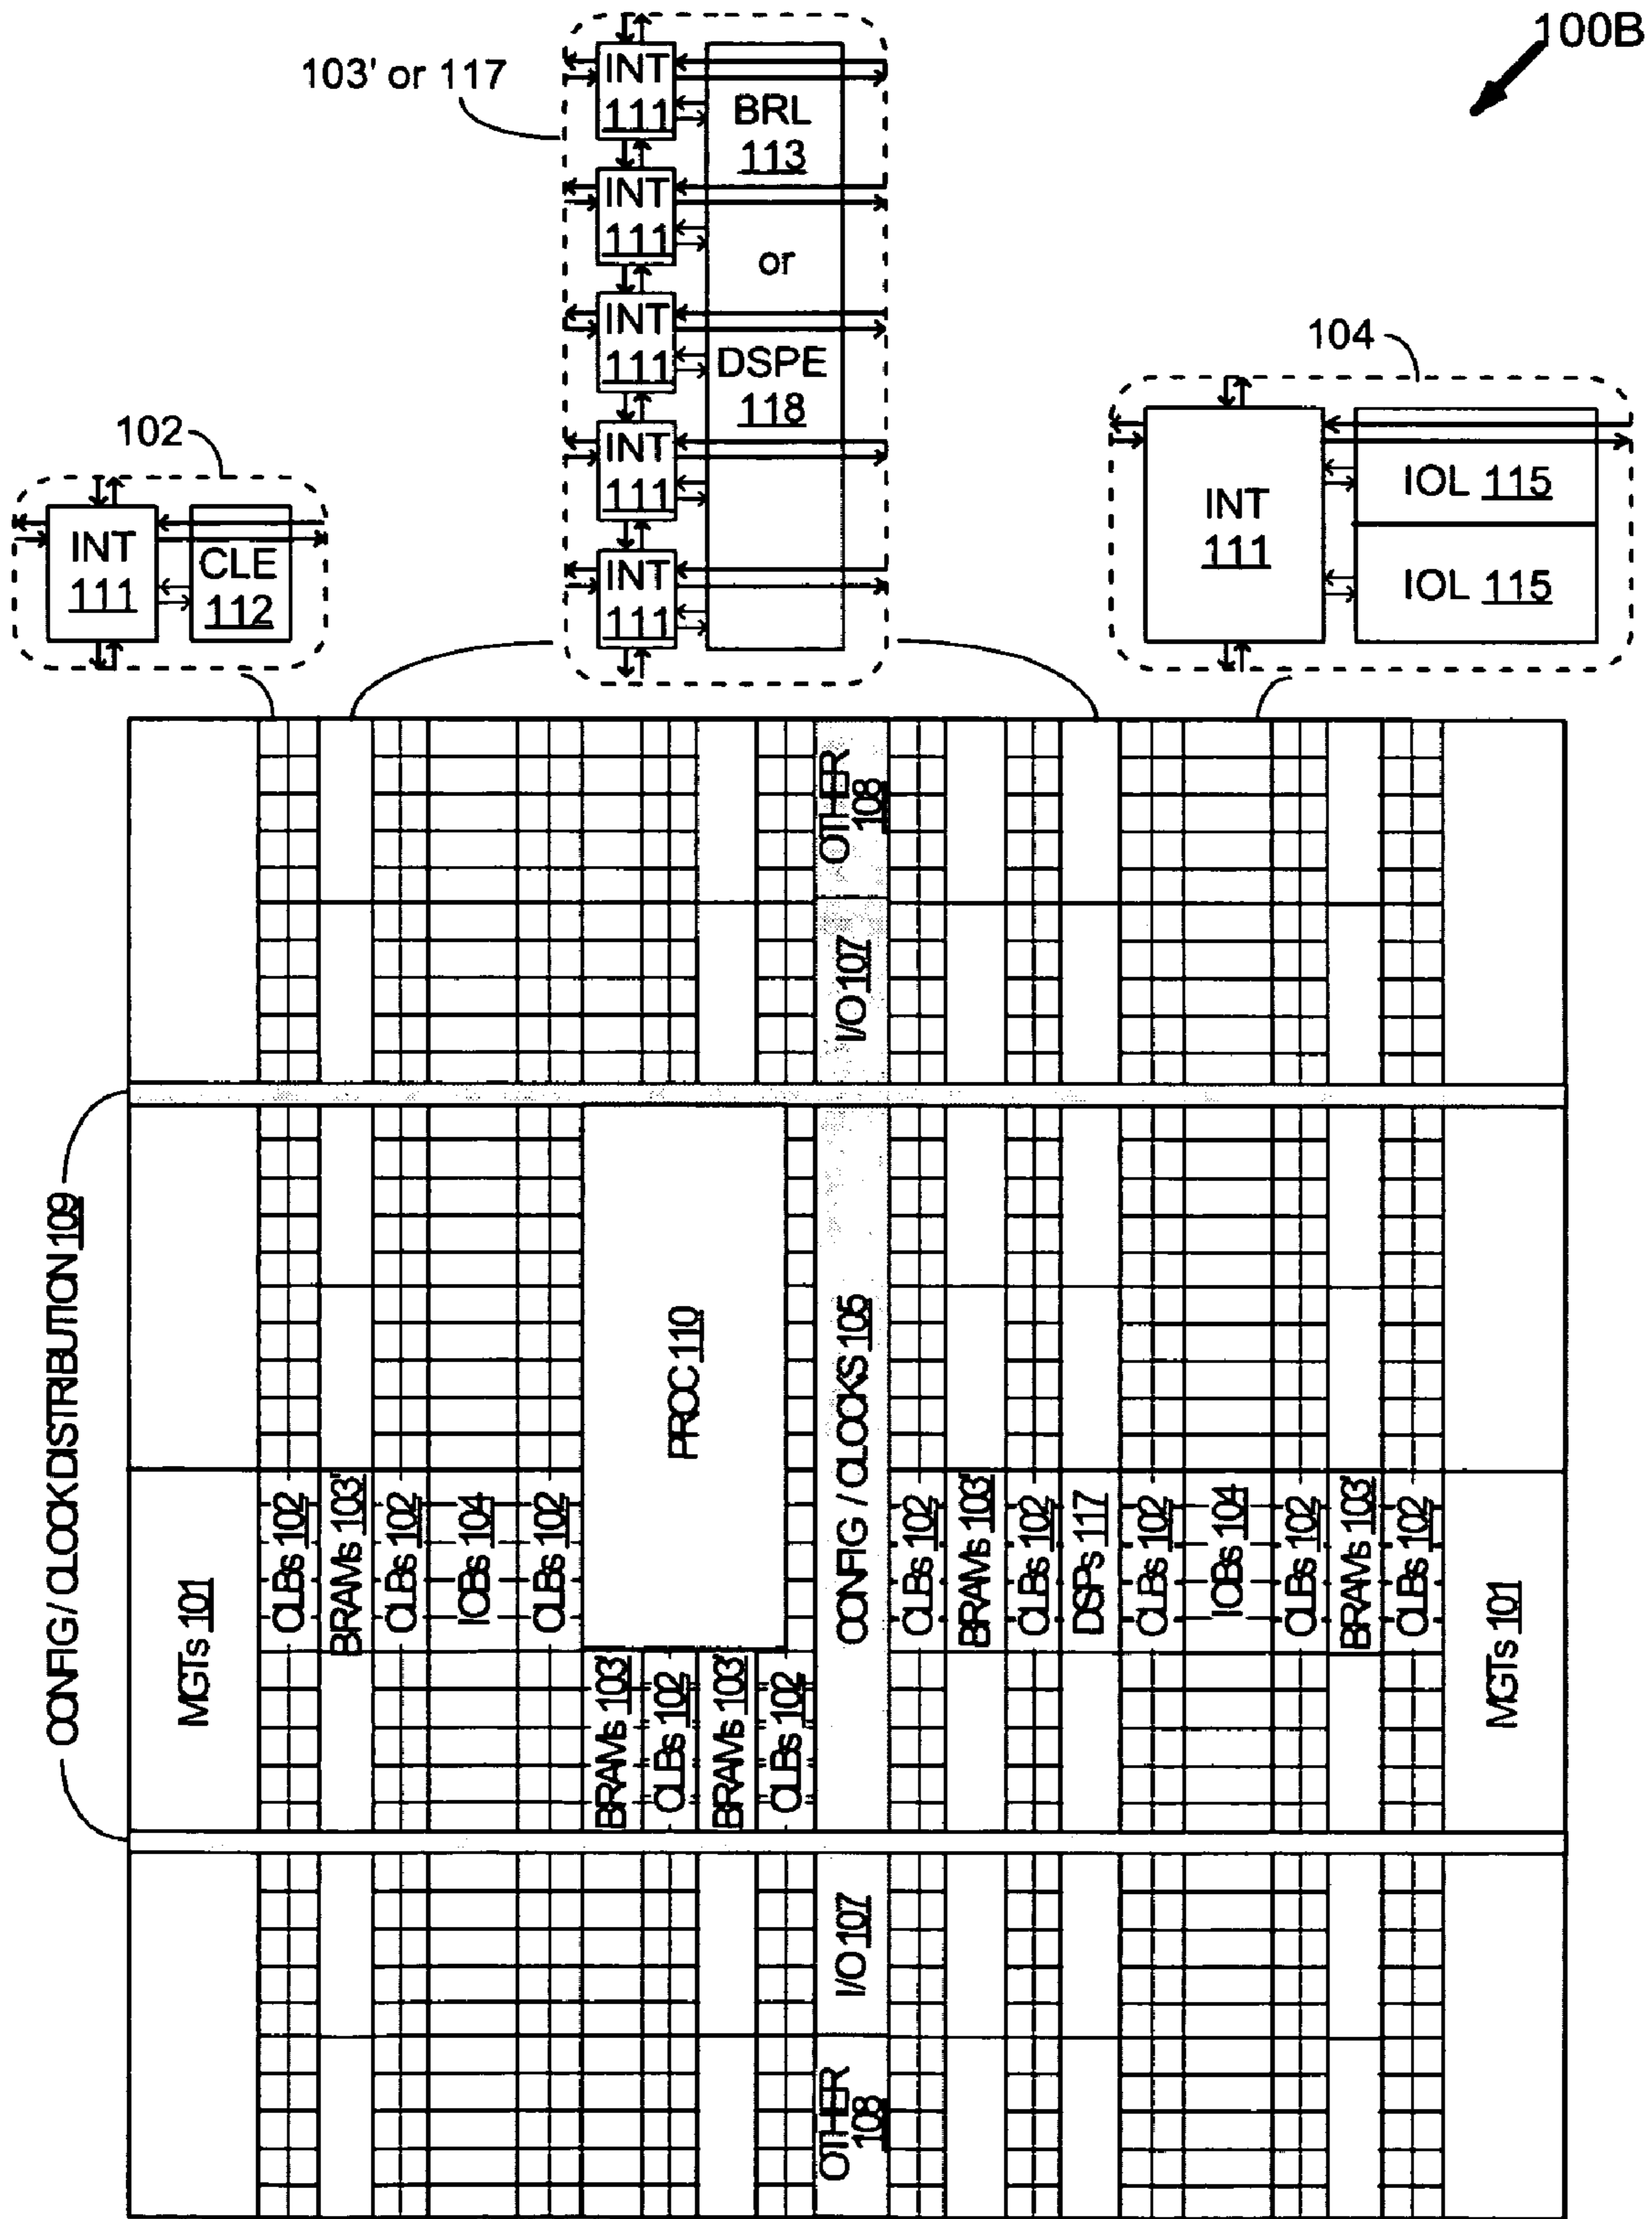 100B
103' or 117
INT
111
BRL
113
INT
111
or
INT
111
DSPE
118
INT
111
INT
111
102
INT
111
CLE
112
104
INT
111
IOL 115
IOL 115
OTHER
108
I/O 107
CONFIG / CLOCK DISTRIBUTION 109
PROC 110
CONFIG / CLOCKS 105
MGTs 101
CLBs 102
BRAMs 103'
CLBs 102
IOBs 104
CLBs 102
BRAMs 103'
CLBs 102
BRAMs 103'
CLBs 102
CLBs 102
BRAMs 103'
CLBs 102
DSPs 117
CLBs 102
IOBs 104
CLBs 102
BRAMs 103'
CLBs 102
MGTs 101
I/O 107
OTHER
108